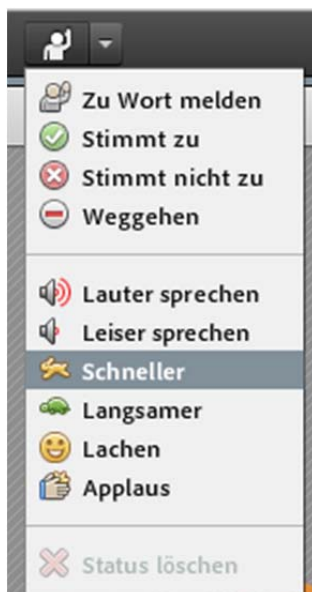 Zu Wort melden
Stimmt zu
Stimmt nicht zu
Weggehen
Lauter sprechen
Leiser sprechen
Schneller
Langsamer
Lachen
Applaus
Status löschen